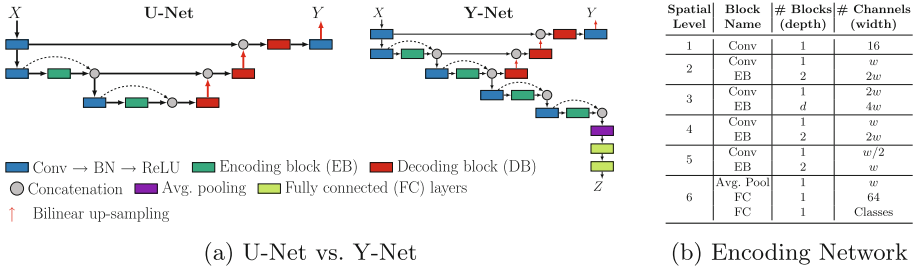 U-Net
X
Y
Y-Net
X
Y
Z
Conv → BN → ReLU
Encoding block (EB)
Decoding block (DB)
Concatenation
Avg. pooling
Fully connected (FC) layers
↑ Bilinear up-sampling
(a) U-Net vs. Y-Net
Spatial Level | Block Name | # Blocks (depth) | # Channels (width)
1 | Conv | 1 | 16
2 | Conv | 1 | w
EB | 2 | 2w
3 | Conv | 1 | 2w
EB | d | 4w
4 | Conv | 1 | w
EB | 2 | 2w
5 | Conv | 1 | w/2
EB | 2 | w
6 | Avg. Pool | 1 | w
FC | 1 | 64
FC | 1 | Classes
(b) Encoding Network